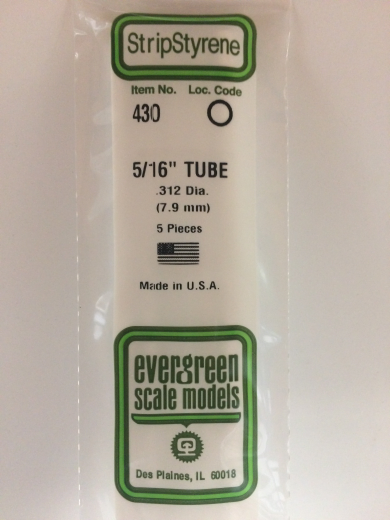 StripStyrene
Item No. Loc. Code
430 O
5/16" TUBE
.312 Dia.
(7.9 mm)
5 Pieces
Made in U.S.A.
evergreen
scale models
Des Plaines, IL 60018